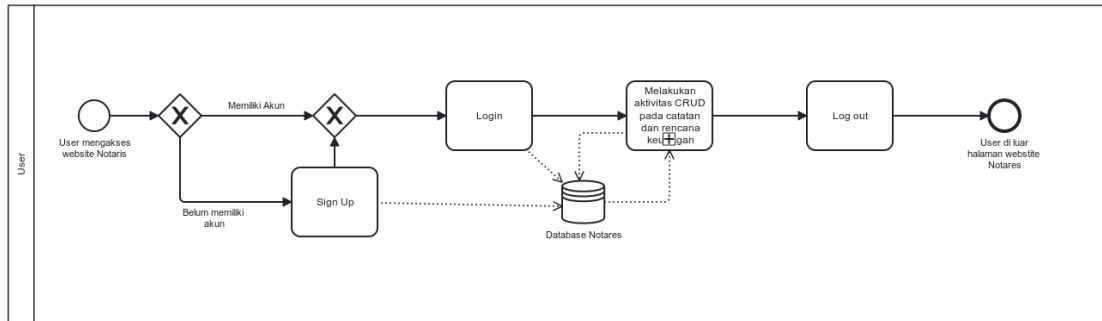 User
User mengakses
website Notaris
Memiliki Akun
Belum memiliki
akun
Sign Up
Login
Melakukan
aktivitas CRUD
pada catatan
dan rencana
keuangan
Database Notares
Log out
User di luar
halaman webstite
Notares